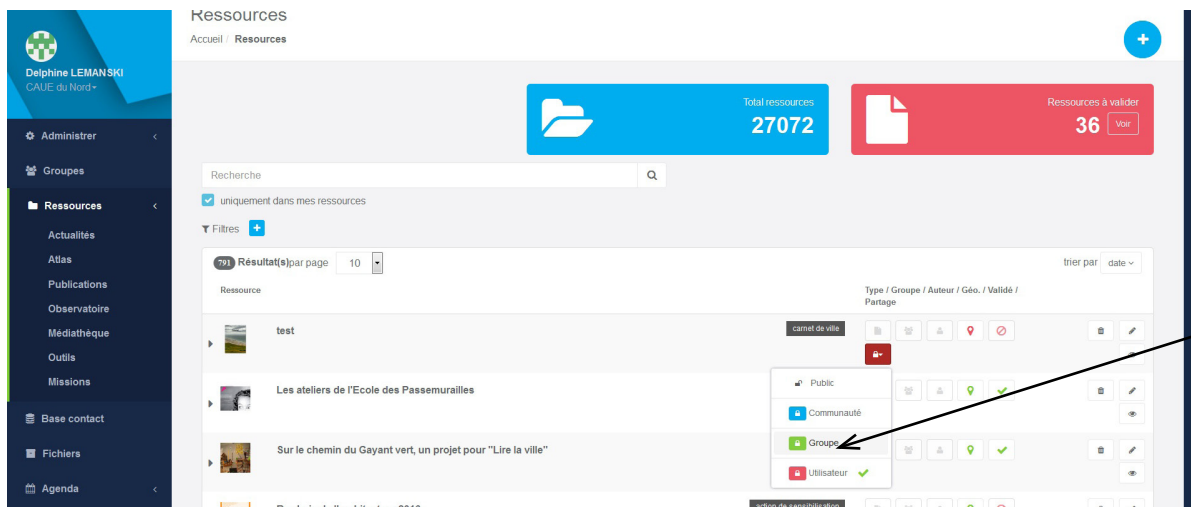 Ressources
Accueil / Resources
Delphine LEMANSKI
CAUE du Nord
Administrer
Groupes
Ressources
Actualités
Atlas
Publications
Observatoire
Médiathèque
Outils
Missions
Base contact
Fichiers
Agenda
Total ressources
27072
Ressources à valider
36 Voir
Recherche
uniquement dans mes ressources
Filtres
791 Résultat(s)par page 10
trier par date
Ressource
Type / Groupe / Auteur / Géo. / Validé /
Partage
test
carnet de ville
Public
Communauté
Groupe
Utilisateur
Les ateliers de l'Ecole des Passemurailles
Sur le chemin du Gayant vert, un projet pour "Lire la ville"
action de sensibilisation